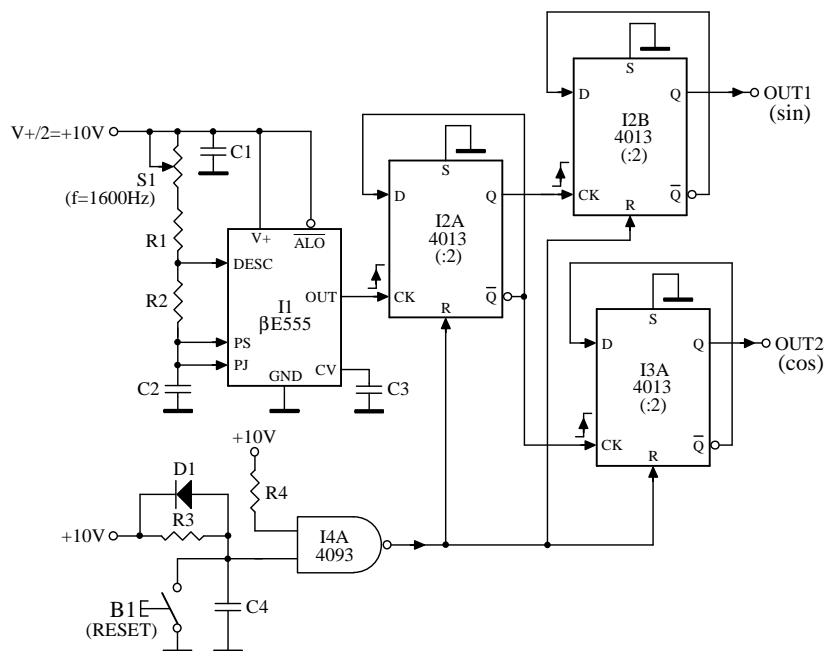 V+/2=+10V
S1
(f=1600Hz)
C1
R1
R2
C2
V+
ALO
DESC
OUT
I1
βE555
PS
PJ
GND
CV
C3
S
D
Q
I2A
4013
(:2)
CK
Q
R
S
D
Q
I2B
4013
(:2)
CK
Q
R
OUT1
(sin)
S
D
Q
I3A
4013
(:2)
CK
Q
R
OUT2
(cos)
+10V
R4
D1
R3
+10V
I4A
4093
B1
(RESET)
C4